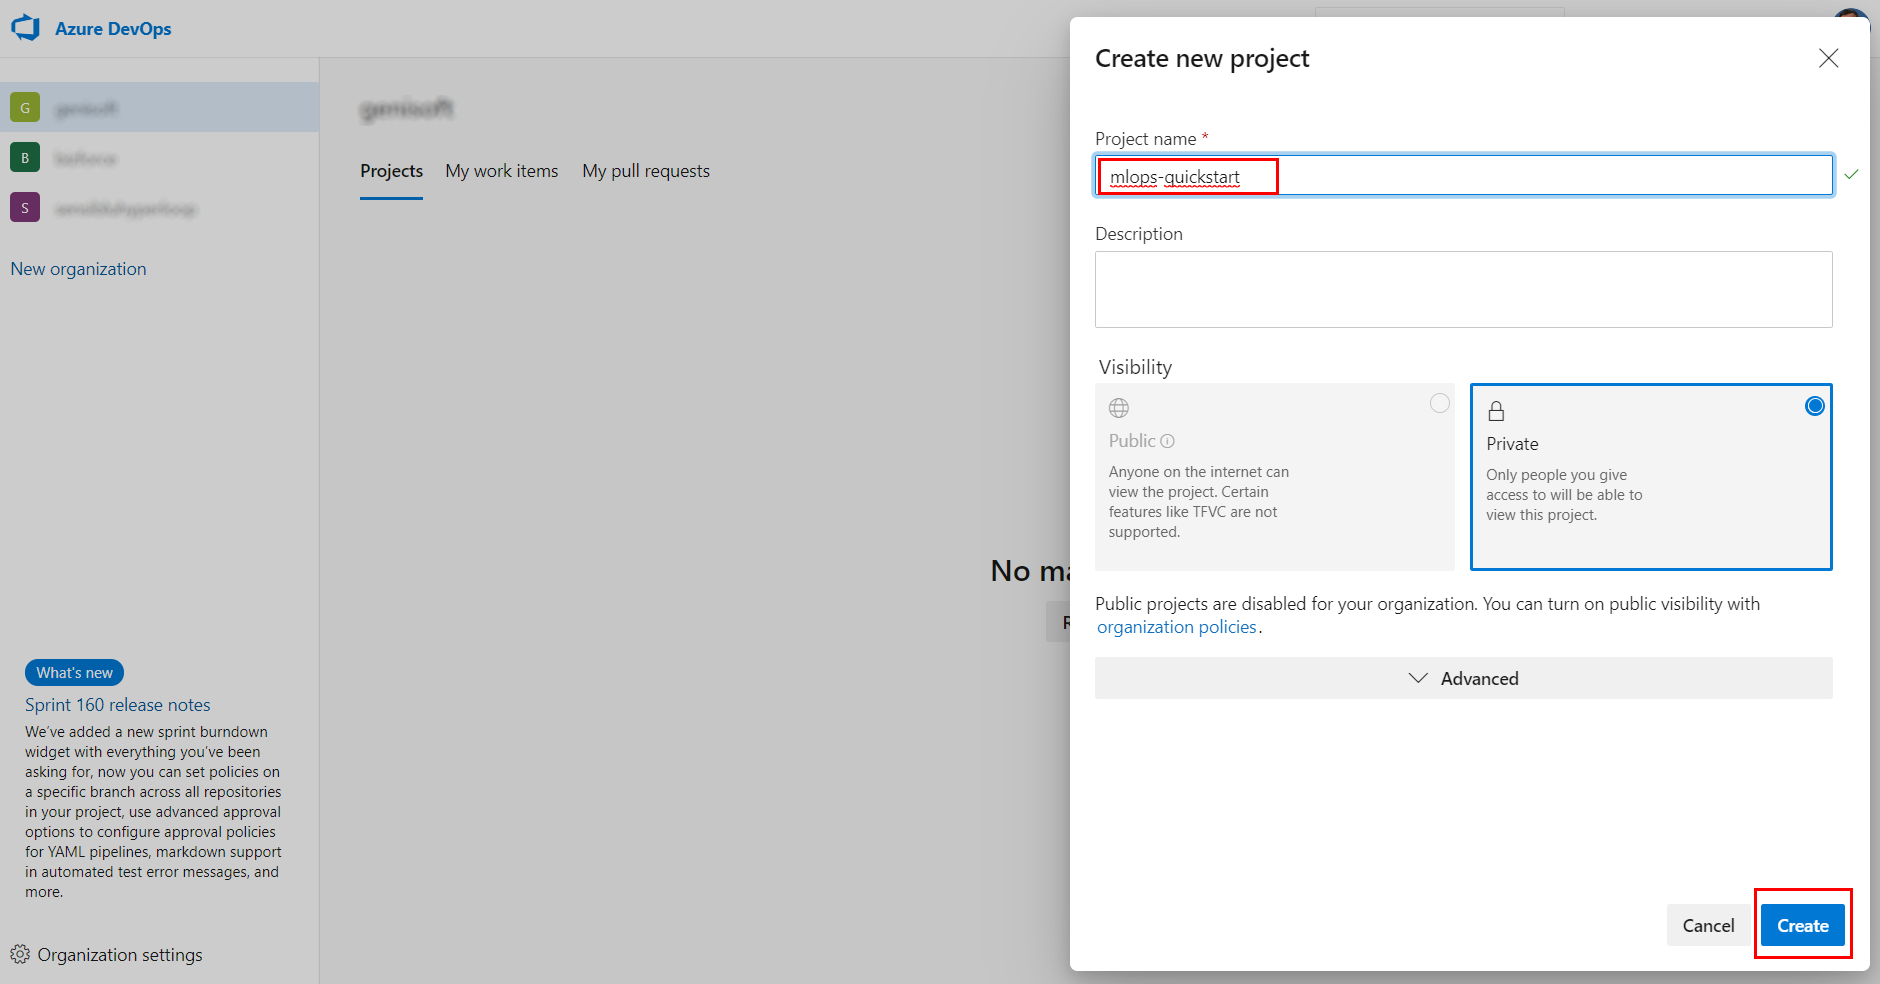 Azure DevOps
G
B
S
New organization
What's new
Sprint 160 release notes
We've added a new sprint burndown
widget with everything you've been
asking for, now you can set policies on
a specific branch across all repositories
in your project, use advanced approval
options to configure approval policies
for YAML pipelines, markdown support
in automated test error messages, and
more.
Organization settings
Projects
My work items
My pull requests
No ma
Create new project
Project name *
mlops-quickstart
Description
Visibility
Public
Anyone on the internet can
view the project. Certain
features like TFVC are not
supported.
Private
Only people you give
access to will be able to
view this project.
Public projects are disabled for your organization. You can turn on public visibility with
organization policies.
Advanced
Cancel
Create